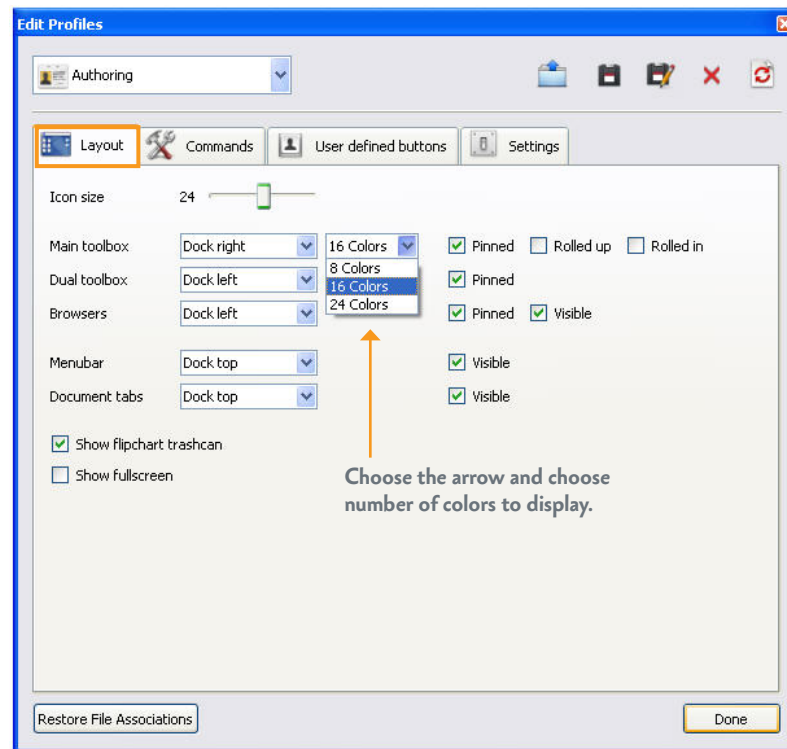 Edit Profiles
Authoring
Layout Commands User defined buttons Settings
Icon size 24
Main toolbox Dock right 16 Colors Pinned Rolled up Rolled in
8 Colors
Dual toolbox Dock left 16 Colors Pinned
24 Colors
Browsers Dock left Pinned Visible
Menubar Dock top Visible
Document tabs Dock top Visible
Show flipchart trashcan
Show fullscreen
Choose the arrow and choose
number of colors to display.
Restore File Associations Done